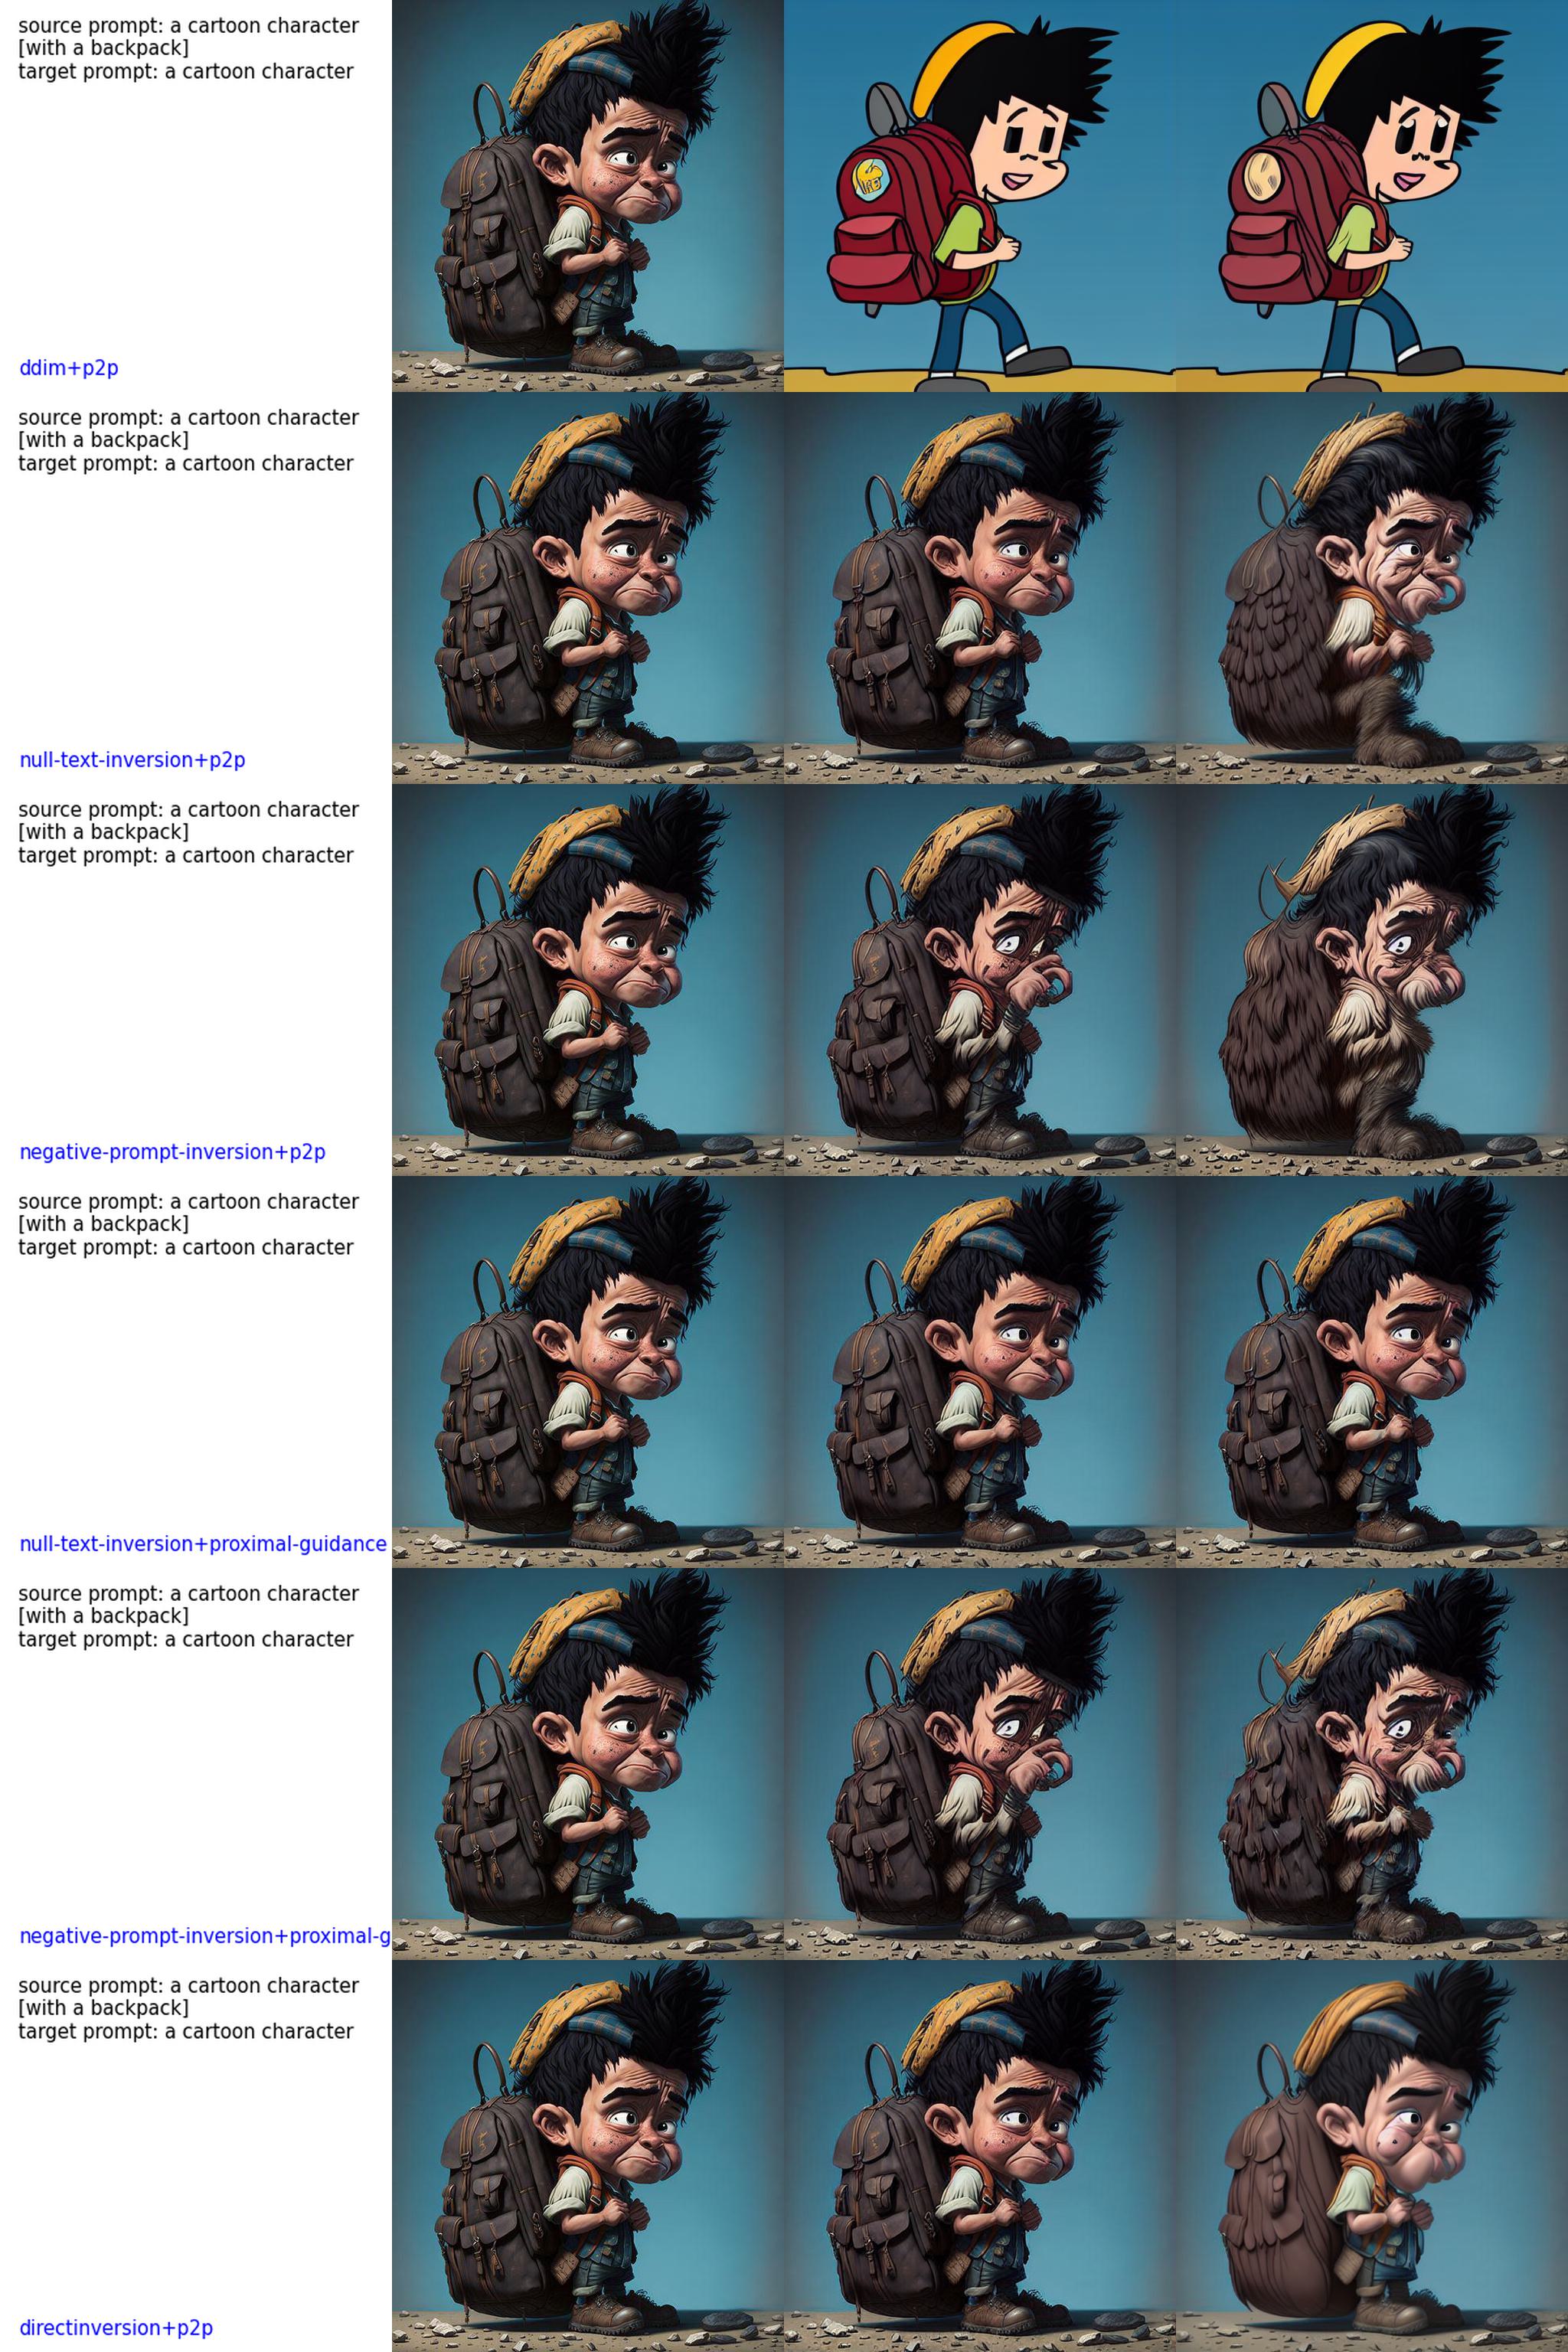 source prompt: a cartoon character
[with a backpack]
target prompt: a cartoon character
ddim+p2p
source prompt: a cartoon character
[with a backpack]
target prompt: a cartoon character
null-text-inversion+p2p
source prompt: a cartoon character
[with a backpack]
target prompt: a cartoon character
negative-prompt-inversion+p2p
source prompt: a cartoon character
[with a backpack]
target prompt: a cartoon character
null-text-inversion+proximal-guidance
source prompt: a cartoon character
[with a backpack]
target prompt: a cartoon character
negative-prompt-inversion+proximal-g
source prompt: a cartoon character
[with a backpack]
target prompt: a cartoon character
directinversion+p2p